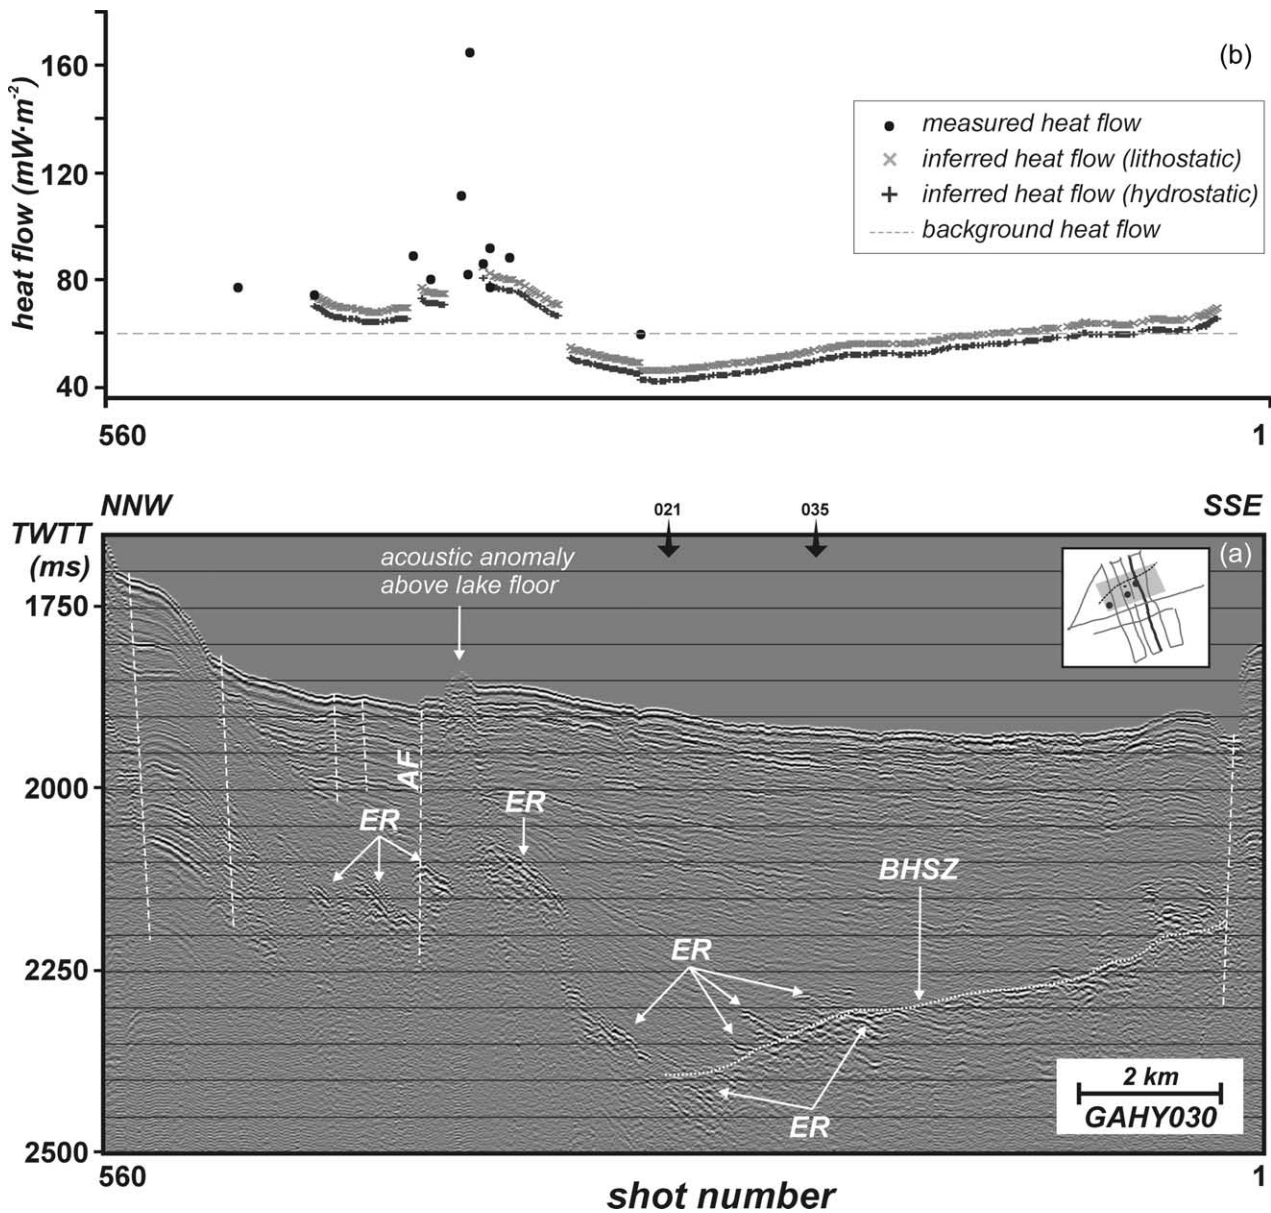 (b)
160
120
80
40
heat flow (mW·m-2)
measured heat flow
inferred heat flow (lithostatic)
inferred heat flow (hydrostatic)
background heat flow
560
1
NNW
021
035
SSE
TWTT
(ms)
(a)
acoustic anomaly
above lake floor
1750
2000
2250
2500
AF
ER
ER
BHSZ
ER
ER
2 km
GAHY030
560
1
shot number